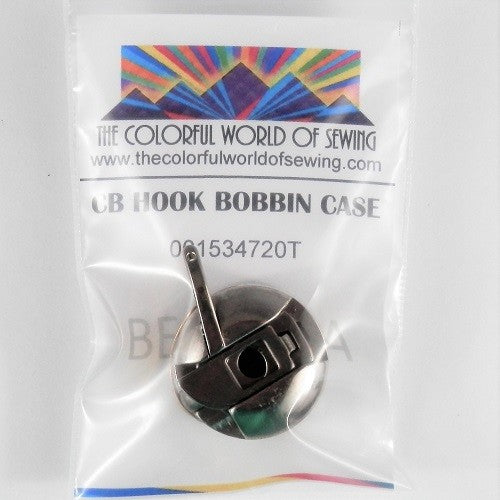 THE COLORFUL WORLD OF SEWING
www.thecolorfulworldofsewing.com
CB HOOK BOBBIN CASE
001534720T